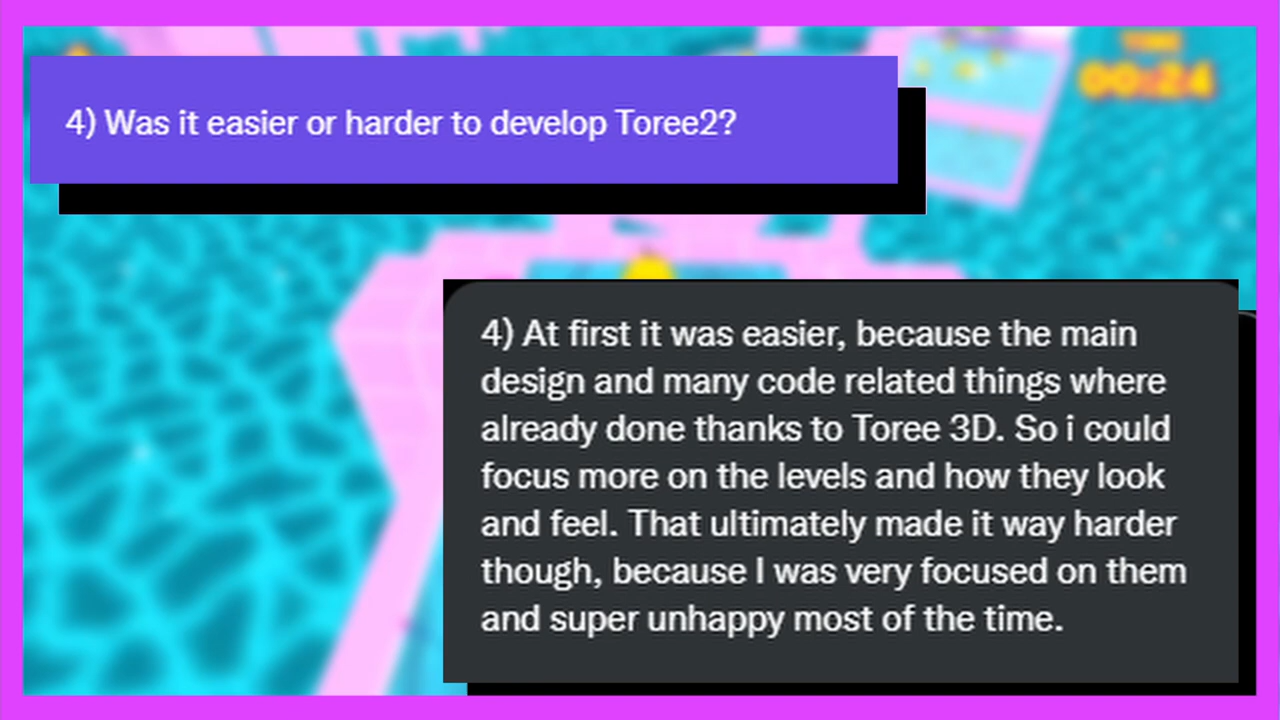 TIME
00:24
4) Was it easier or harder to develop Toree2?
4) At first it was easier, because the main
design and many code related things where
already done thanks to Toree 3D. So i could
focus more on the levels and how they look
and feel. That ultimately made it way harder
though, because I was very focused on them
and super unhappy most of the time.